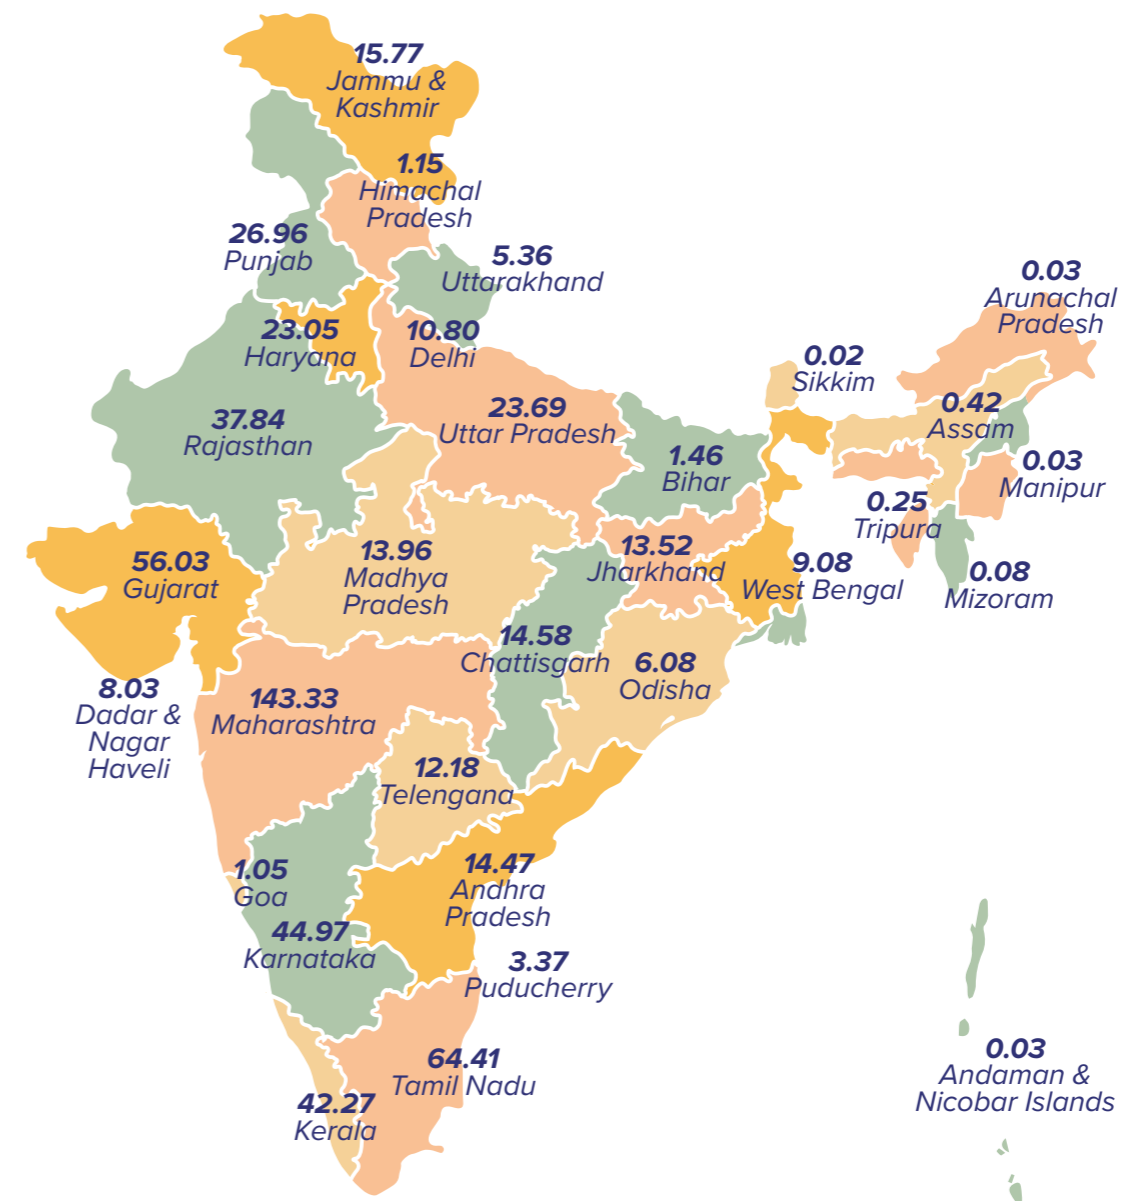 15.77
Jammu &
Kashmir
1.15
Himachal
Pradesh
26.96
Punjab
5.36
Uttarakhand
0.03
Arunachal
Pradesh
23.05
Haryana
10.80
Delhi
0.02
Sikkim
37.84
Rajasthan
23.69
Uttar Pradesh
0.42
Assam
1.46
Bihar
0.03
Manipur
0.25
Tripura
56.03
Gujarat
13.96
Madhya
Pradesh
13.52
Jharkhand
9.08
West Bengal
0.08
Mizoram
14.58
Chattisgarh
6.08
Odisha
8.03
Dadar &
Nagar
Haveli
143.33
Maharashtra
12.18
Telengana
1.05
Goa
14.47
Andhra
Pradesh
44.97
Karnataka
3.37
Puducherry
64.41
Tamil Nadu
0.03
Andaman &
Nicobar Islands
42.27
Kerala